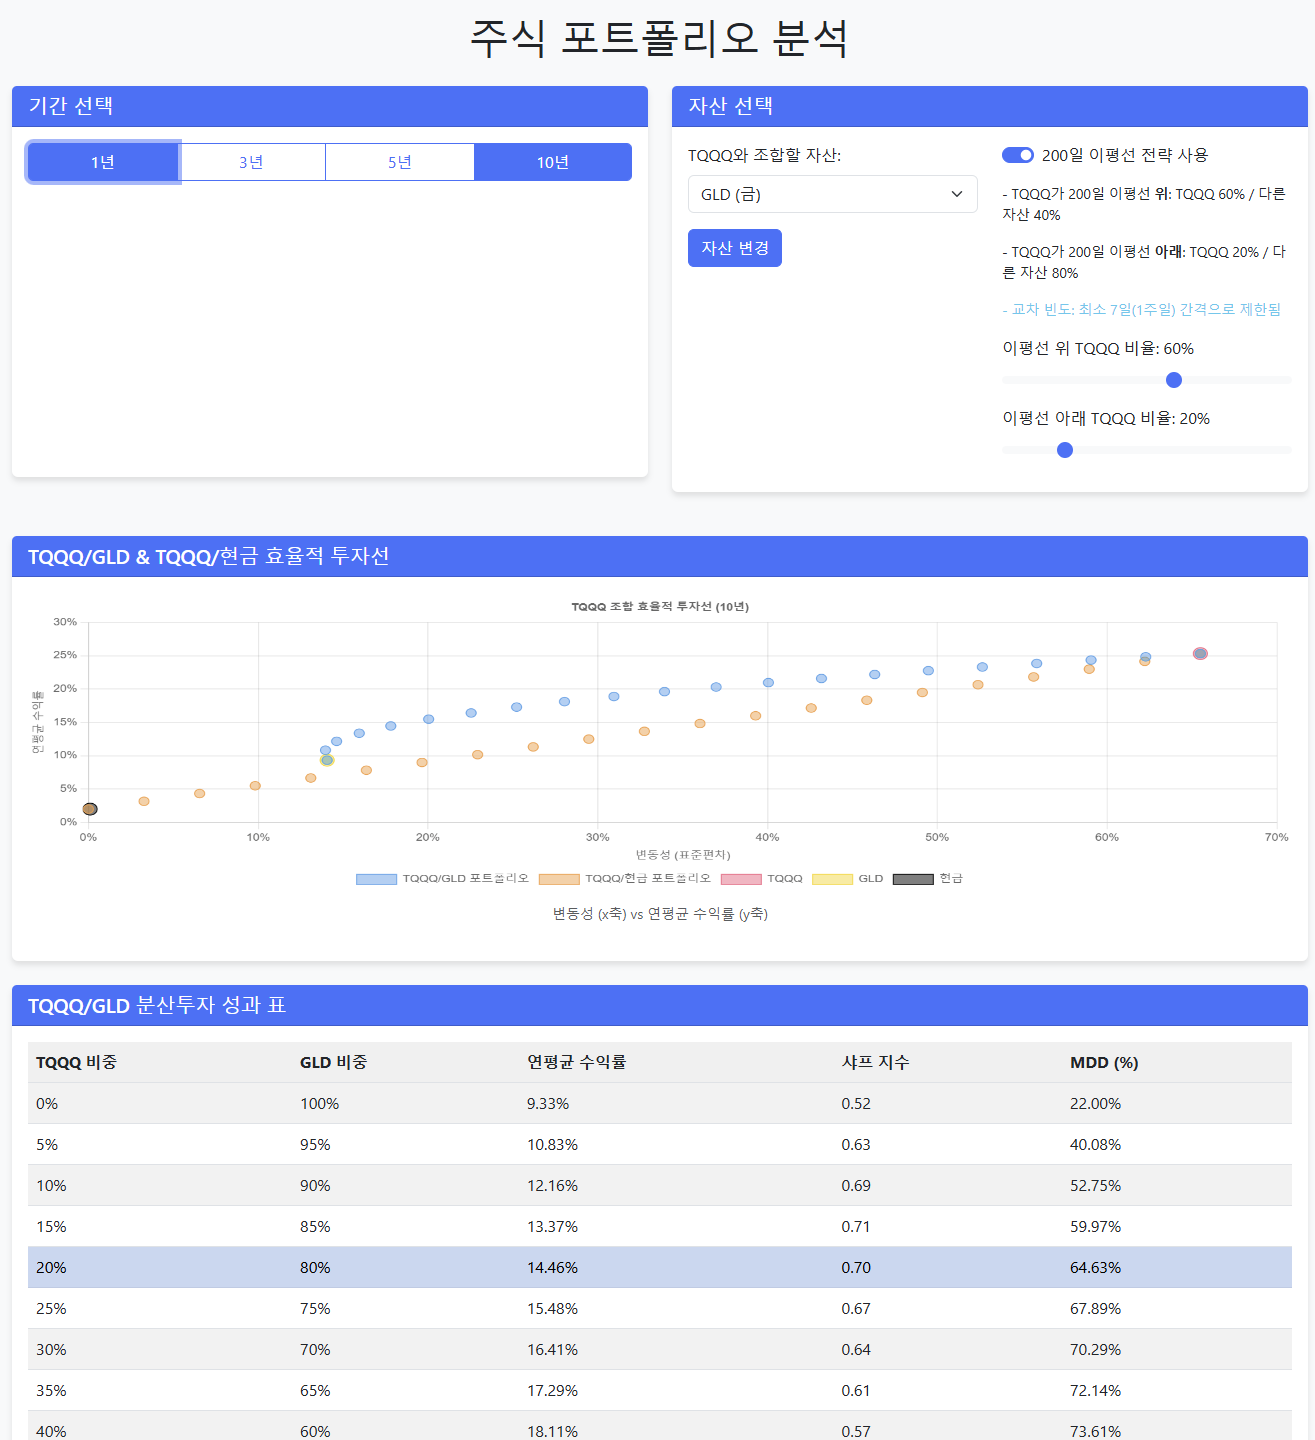 주식 포트폴리오 분석
기간 선택
1년
3년
5년
10년
자산 선택
TQQQ와 조합할 자산:
GLD (금)
자산 변경
200일 이평선 전략 사용
- TQQQ가 200일 이평선 위: TQQQ 60% / 다른
자산 40%
- TQQQ가 200일 이평선 아래: TQQQ 20% / 다
른 자산 80%
- 교차 빈도: 최소 7일(1주일) 간격으로 제한됨
이평선 위 TQQQ 비율: 60%
이평선 아래 TQQQ 비율: 20%
TQQQ/GLD & TQQQ/현금 효율적 투자선
TQQQ 조합 효율적 투자선 (10년)
연평균 수익률
30%
25%
20%
15%
10%
5%
0%
0% 10% 20% 30% 40% 50% 60% 70%
변동성 (표준편차)
TQQQ/GLD 포트폴리오 TQQQ/현금 포트폴리오 TQQQ GLD 현금
변동성 (x축) vs 연평균 수익률 (y축)
TQQQ/GLD 분산투자 성과 표
TQQQ 비중 GLD 비중 연평균 수익률 샤프 지수 MDD (%)
0% 100% 9.33% 0.52 22.00%
5% 95% 10.83% 0.63 40.08%
10% 90% 12.16% 0.69 52.75%
15% 85% 13.37% 0.71 59.97%
20% 80% 14.46% 0.70 64.63%
25% 75% 15.48% 0.67 67.89%
30% 70% 16.41% 0.64 70.29%
35% 65% 17.29% 0.61 72.14%
40% 60% 18.11% 0.57 73.61%